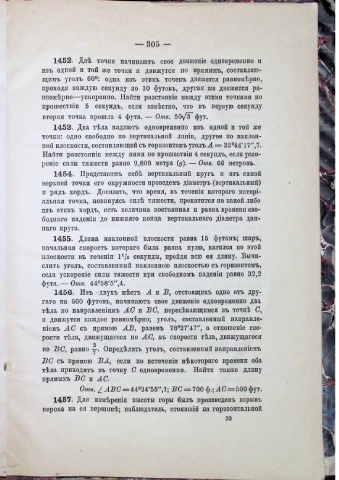 — 305 —
1452. Двѣ точки начинаютъ свое движеніе одновременно и
изъ одной и той же точки и движутся по прямымъ, составляю-
щимъ уголъ 60°: одна изъ этихъ точекъ движется равномѣрно,
проходя каждую секунду по 10 футовъ, другая же движется ра-
вномѣрно—ускоренно. Найти разстояніе между этими точками по
прошествіи 5 секундъ, если извѣстно, что въ первую секунду
вторая точка прошла 4 фута. — Отв. 50√3 фут.
1453. Два тѣла падаютъ одновременно изъ одной и той же
точки: одно свободно по вертикальной линіи, другое по наклон-
ной плоскости, составляющей съ горизонтомъ уголъ A = 32°44'17",7.
Найти разстояніе между ними по прошествіи 4 секундъ, если уско-
реніе силы тяжести равно 9,808 метра (g). — Отв. 66 метровъ.
1454. Представимъ себѣ вертикальный кругъ и изъ самой
верхней точки его окружности проведемъ діаметръ (вертикальный)
и рядъ хордъ. Доказать, что время, въ теченіи котораго матері-
альная точка, повинуясь силѣ тяжести, прокатится по какой либо
изъ этихъ хордъ, есть величина постоянная и равна времени сво-
боднаго паденія до нижняго конца вертикальнаго діаметра дан-
наго круга.
1455. Длина наклонной плоскости равна 15 футамъ; шаръ,
начальная скорость котораго была равна нулю, катился по этой
плоскости въ теченіи секунды, пройдя всю ея длину. Вычи-
слить уголъ, составленный наклонною плоскостью съ горизонтомъ,
если ускореніе силы тяжести при свободномъ паденіи равно 32,2
фута. — Отв. 44°58'5",4.
1456. Изъ двухъ мѣстъ A и B, отстоящихъ одно отъ дру-
гаго на 600 футовъ, начинаютъ свое движеніе одновременно два
тѣла по направленіямъ AC и BC, пересѣкающимся въ точкѣ C,
и движутся каждое равномѣрно; уголъ, составленный направле-
ніемъ AC съ прямою AB, равенъ 78°27'47", а отношеніе ско-
рости тѣла, движущагося по AC, къ скорости тѣла, движущагося
по BC, равно 5/7. Опредѣлить уголъ, составленный направленіемъ
BC съ прямою BA, если по истеченіи нѣкотораго времени оба
тѣла приходятъ въ точку C одновременно. Найти также длину
прямыхъ BC и AC.
Отв. ∠ABC=44°24'55",1; BC=700 ф.; AC=500 фут.
1457. Для измѣренія высоты горы былъ произведенъ взрывъ
пороха на ея вершинѣ; наблюдатель, стоявшій на горизонтальной
20